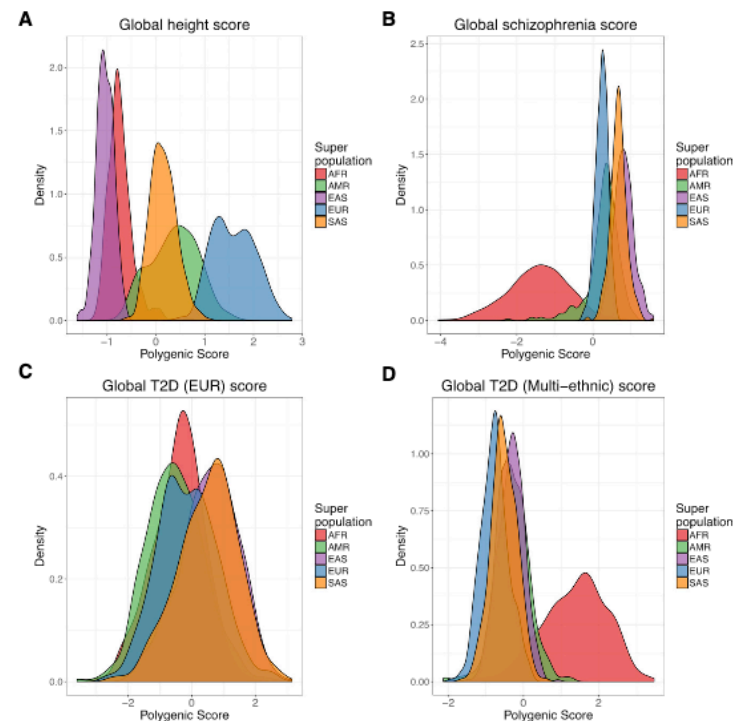 A
Global height score
2.0
1.5
1.0
0.5
0.0
Density
−1
0
1
2
3
Polygenic Score
Super
population
AFR
AMR
EAS
EUR
SAS
B
Global schizophrenia score
2.5
2.0
1.5
1.0
0.5
0.0
Density
−4
−2
0
Polygenic Score
Super
population
AFR
AMR
EAS
EUR
SAS
C
Global T2D (EUR) score
0.4
0.2
0.0
Density
−2
0
2
Polygenic Score
Super
population
AFR
AMR
EAS
EUR
SAS
D
Global T2D (Multi−ethnic) score
1.00
0.75
0.50
0.25
0.00
Density
−2
0
2
Polygenic Score
Super
population
AFR
AMR
EAS
EUR
SAS